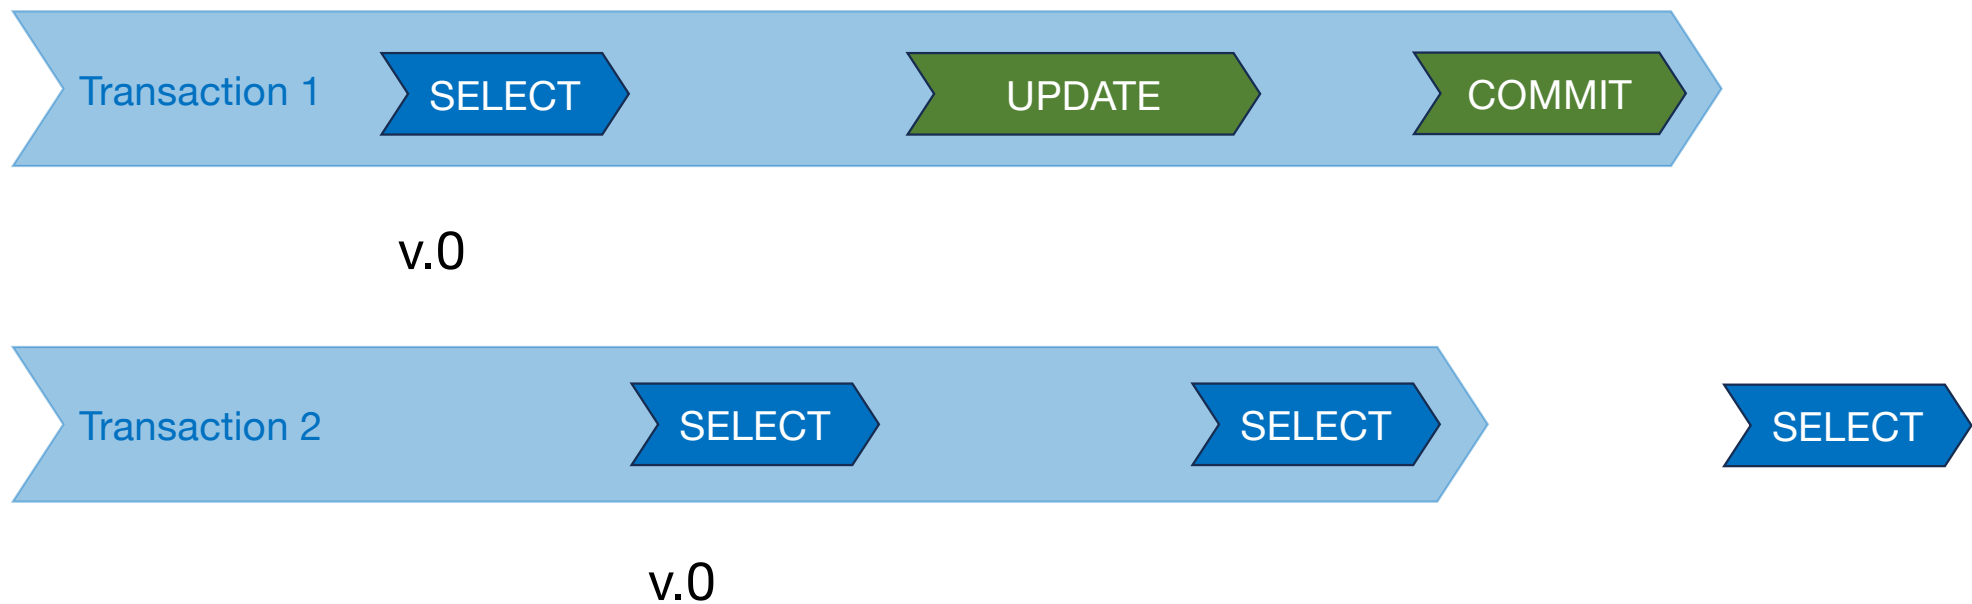 Transaction 1 SELECT UPDATE COMMIT
v.0
Transaction 2 SELECT SELECT SELECT
v.0